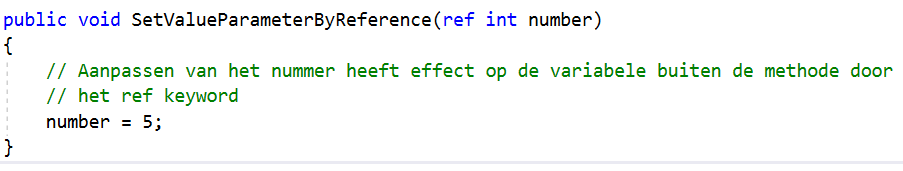 public void SetValueParameterByReference(ref int number)
{
// Aanpassen van het nummer heeft effect op de variabele buiten de methode door
// het ref keyword
number = 5;
}